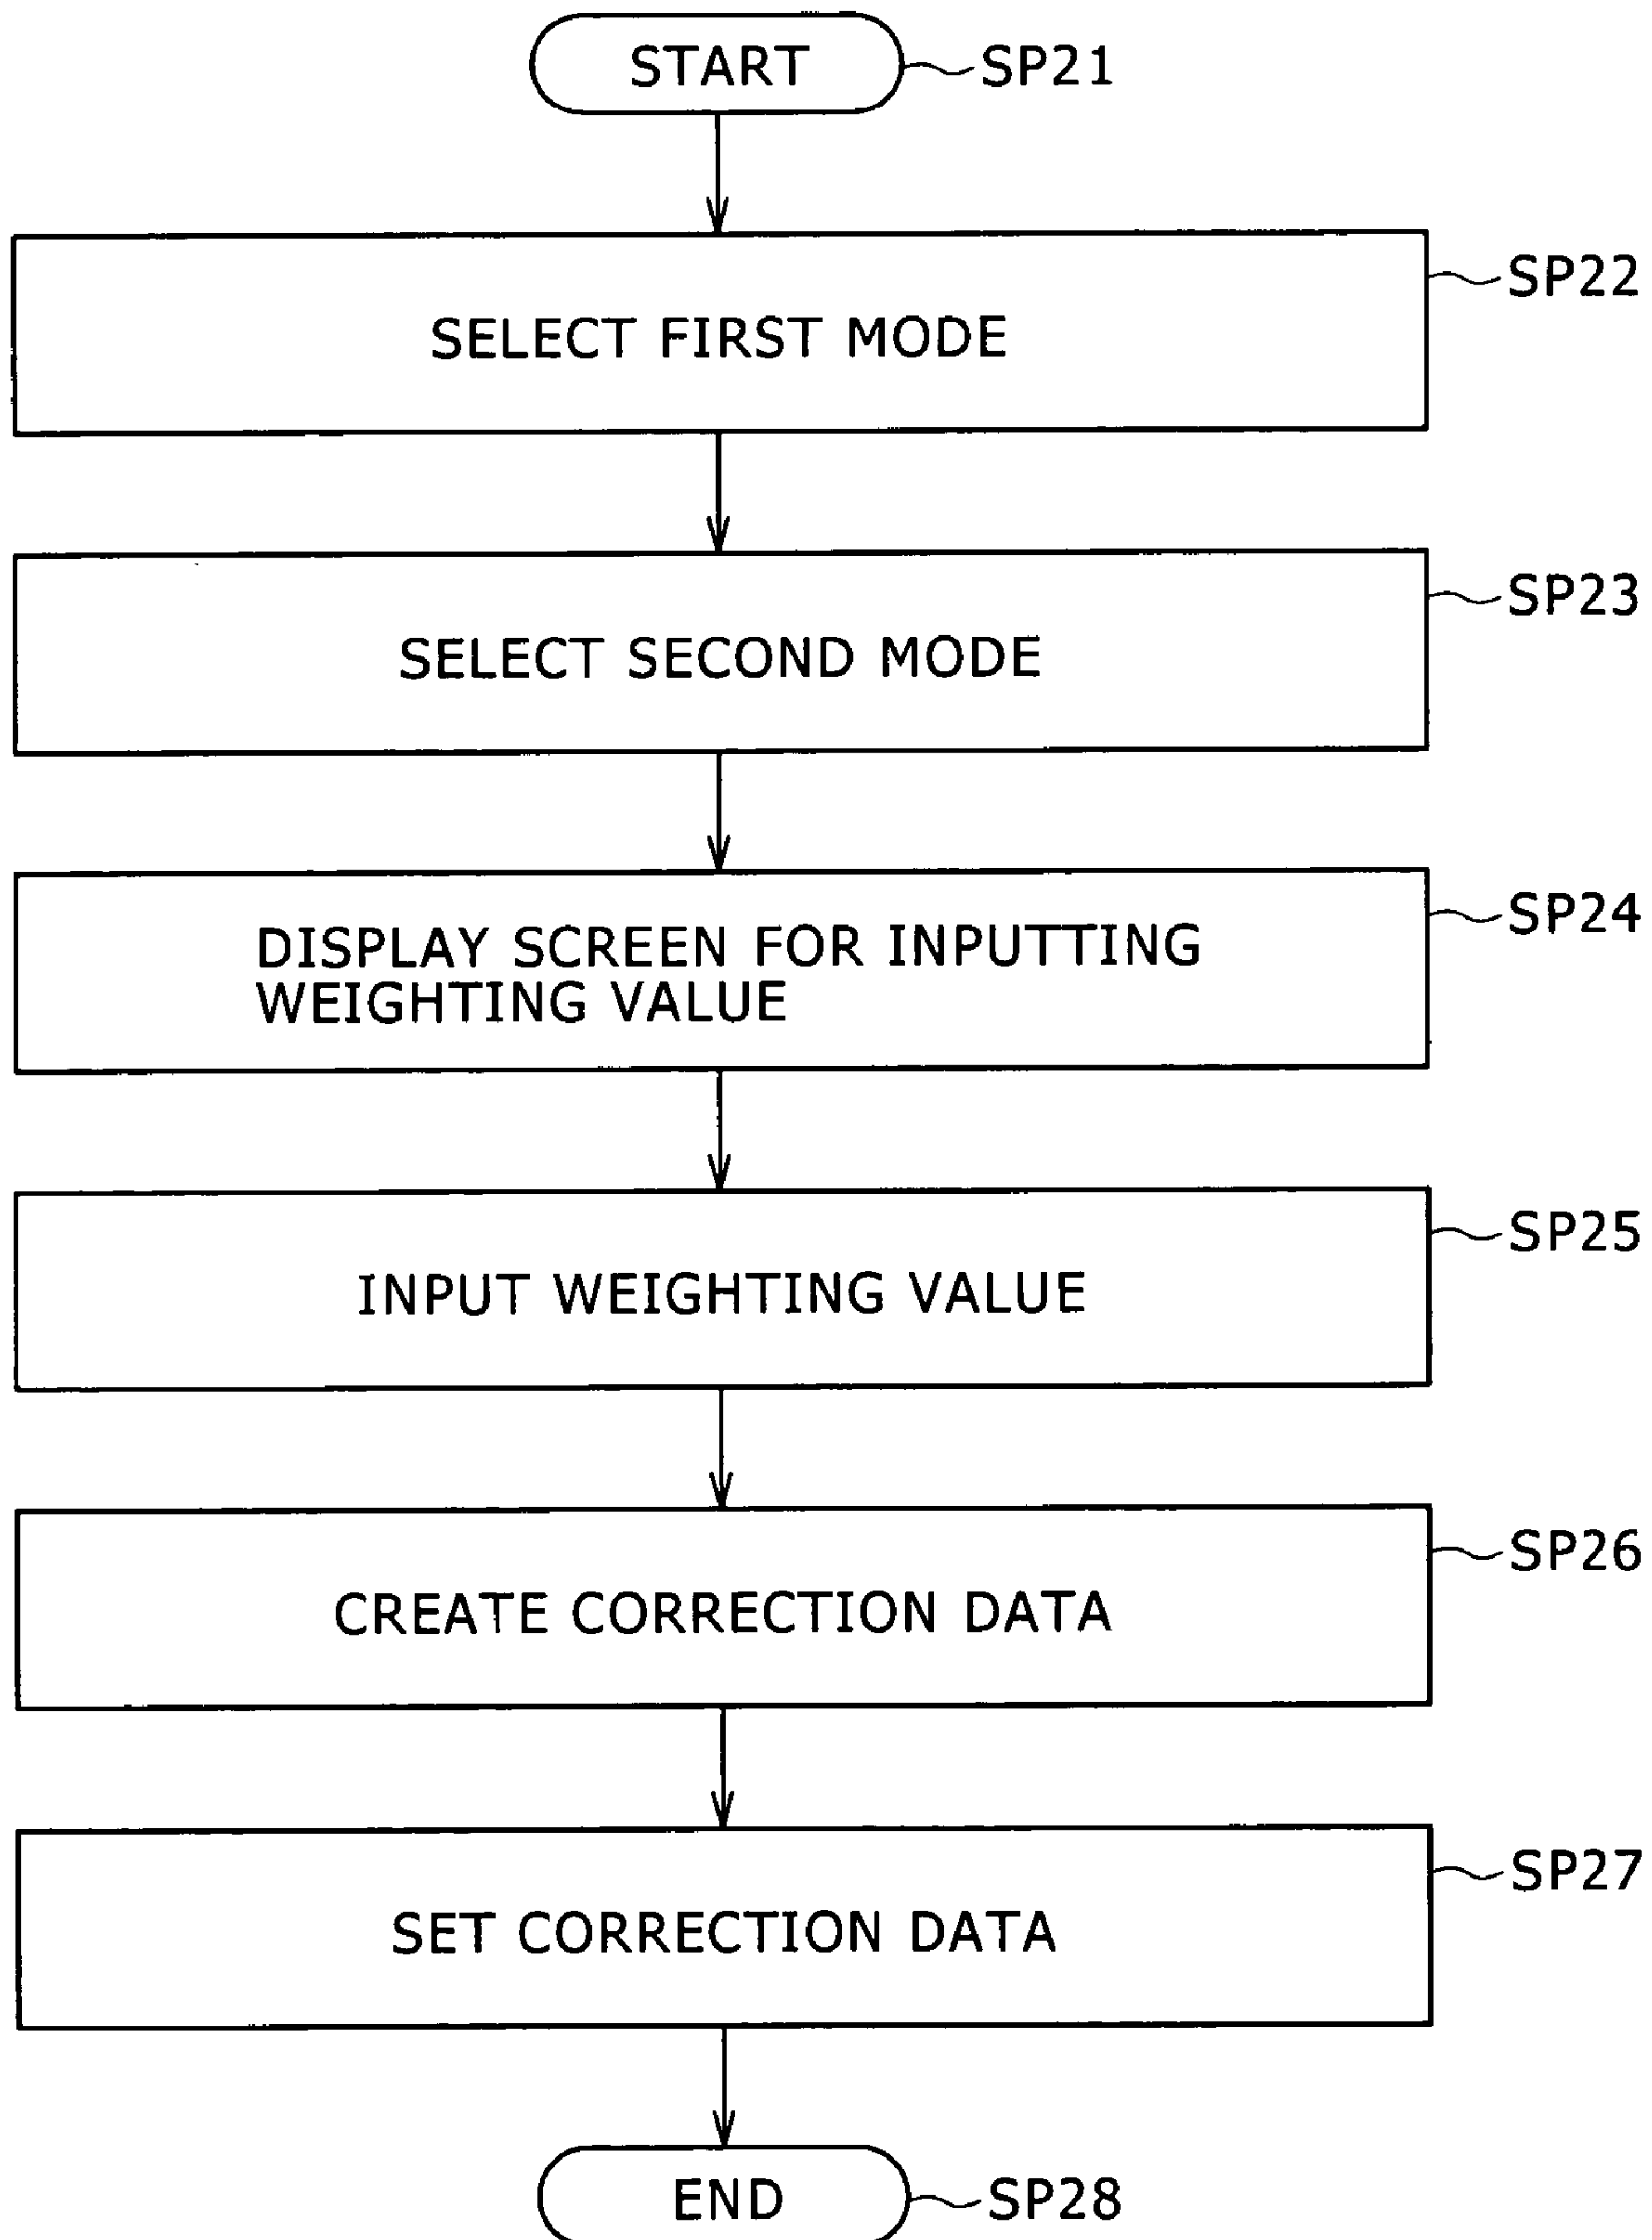 START
SP21
SP22
SELECT FIRST MODE
SP23
SELECT SECOND MODE
SP24
DISPLAY SCREEN FOR INPUTTING
WEIGHTING VALUE
SP25
INPUT WEIGHTING VALUE
SP26
CREATE CORRECTION DATA
SP27
SET CORRECTION DATA
END
SP28